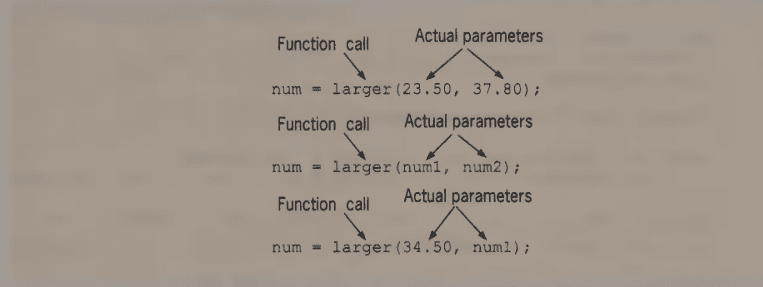 Function call Actual parameters
num = larger(23.50, 37.80);
Function call Actual parameters
num = larger(num1, num2);
Function call Actual parameters
num = larger(34.50, num1);